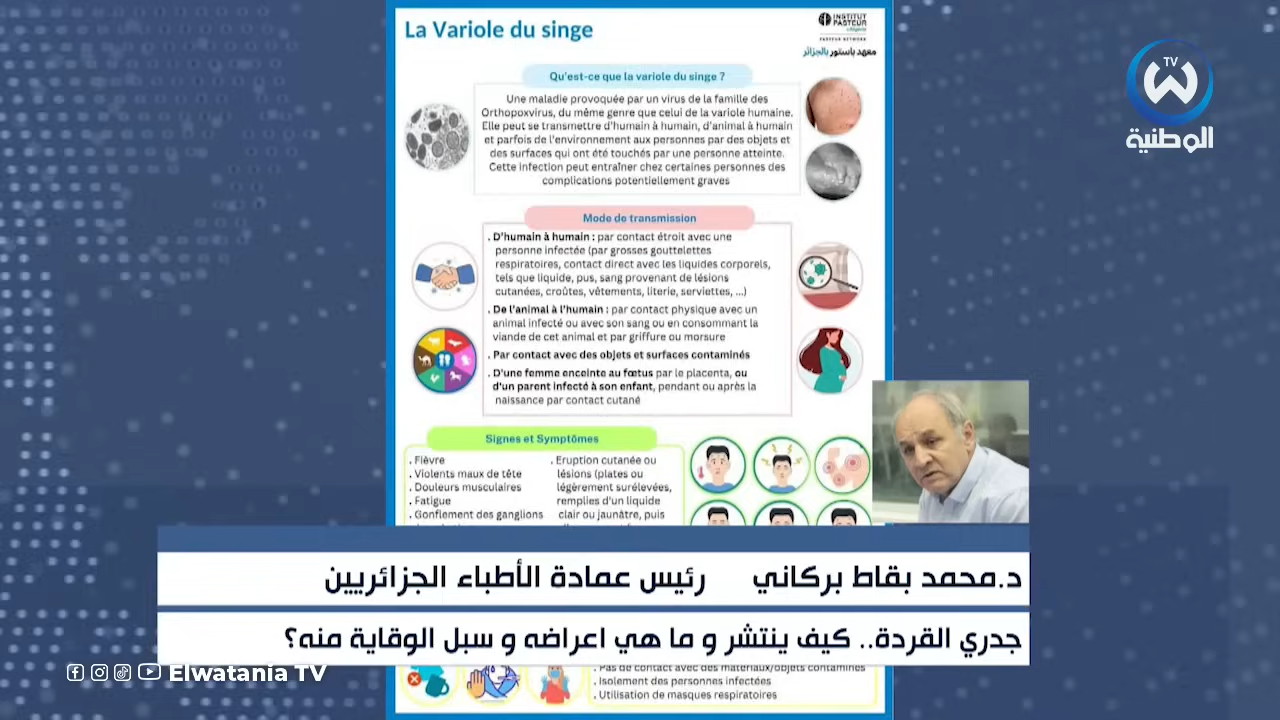 La Variole du singe
INSTITUT
PASTEUR
PASTEUR NETWORK
معهد باستور بالجزائر
TV
الوطنية
Qu'est-ce que la variole du singe ?
Une maladie provoquée par un virus de la famille des
Orthopoxvirus, du même genre que celui de la variole humaine.
Elle peut se transmettre d'humain à humain, d'animal à humain
et parfois de l'environnement aux personnes par des objets et
des surfaces qui ont été touchés par une personne atteinte.
Cette infection peut entraîner chez certaines personnes des
complications potentiellement graves
Mode de transmission
. D'humain à humain : par contact étroit avec une
personne infectée (par grosses gouttelettes
respiratoires, contact direct avec les liquides corporels,
tels que liquide, pus, sang provenant de lésions
cutanées, croûtes, vêtements, literie, serviettes, ...)
. De l'animal à l'humain : par contact physique avec un
animal infecté ou avec son sang ou en consommant la
viande de cet animal et par griffure ou morsure
. Par contact avec des objets et surfaces contaminés
. D'une femme enceinte au fœtus par le placenta, ou
d'un parent infecté à son enfant, pendant ou après la
naissance par contact cutané
Signes et Symptômes
. Fièvre
. Violents maux de tête
. Douleurs musculaires
. Fatigue
. Gonflement des ganglions
. Eruption cutanée ou
lésions (plates ou
légèrement surélevées,
remplies d'un liquide
clair ou jaunâtre, puis
د.محمد بقاط بركاني رئيس عمادة الأطباء الجزائريين
جدري القردة.. كيف ينتشر و ما هي اعراضه و سبل الوقاية منه؟
Elwatania TV
. Pas de contact avec des matériaux/objets contaminés
. Isolement des personnes infectées
. Utilisation de masques respiratoires